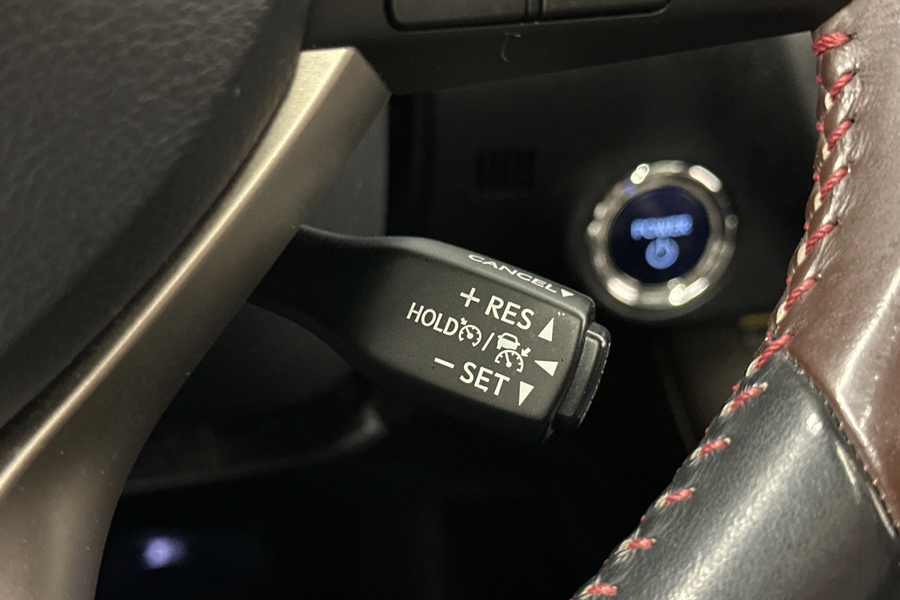 CANCEL
+ RES
HOLD /
− SET
POWER